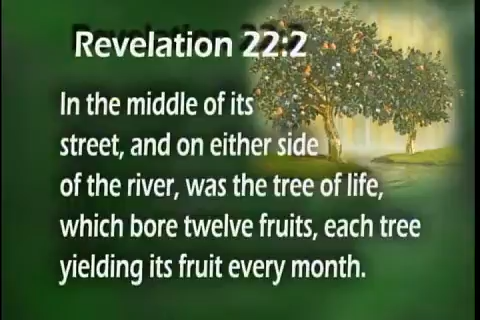 Revelation 22:2
In the middle of its
street, and on either side
of the river, was the tree of life,
which bore twelve fruits, each tree
yielding its fruit every month.